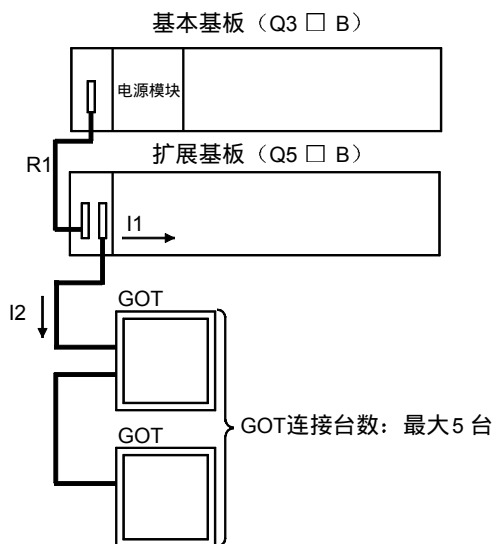 基本基板（Q3 □ B）
电源模块
扩展基板（Q5 □ B）
R1
I1
I2
GOT
GOT连接台数：最大5 台
GOT